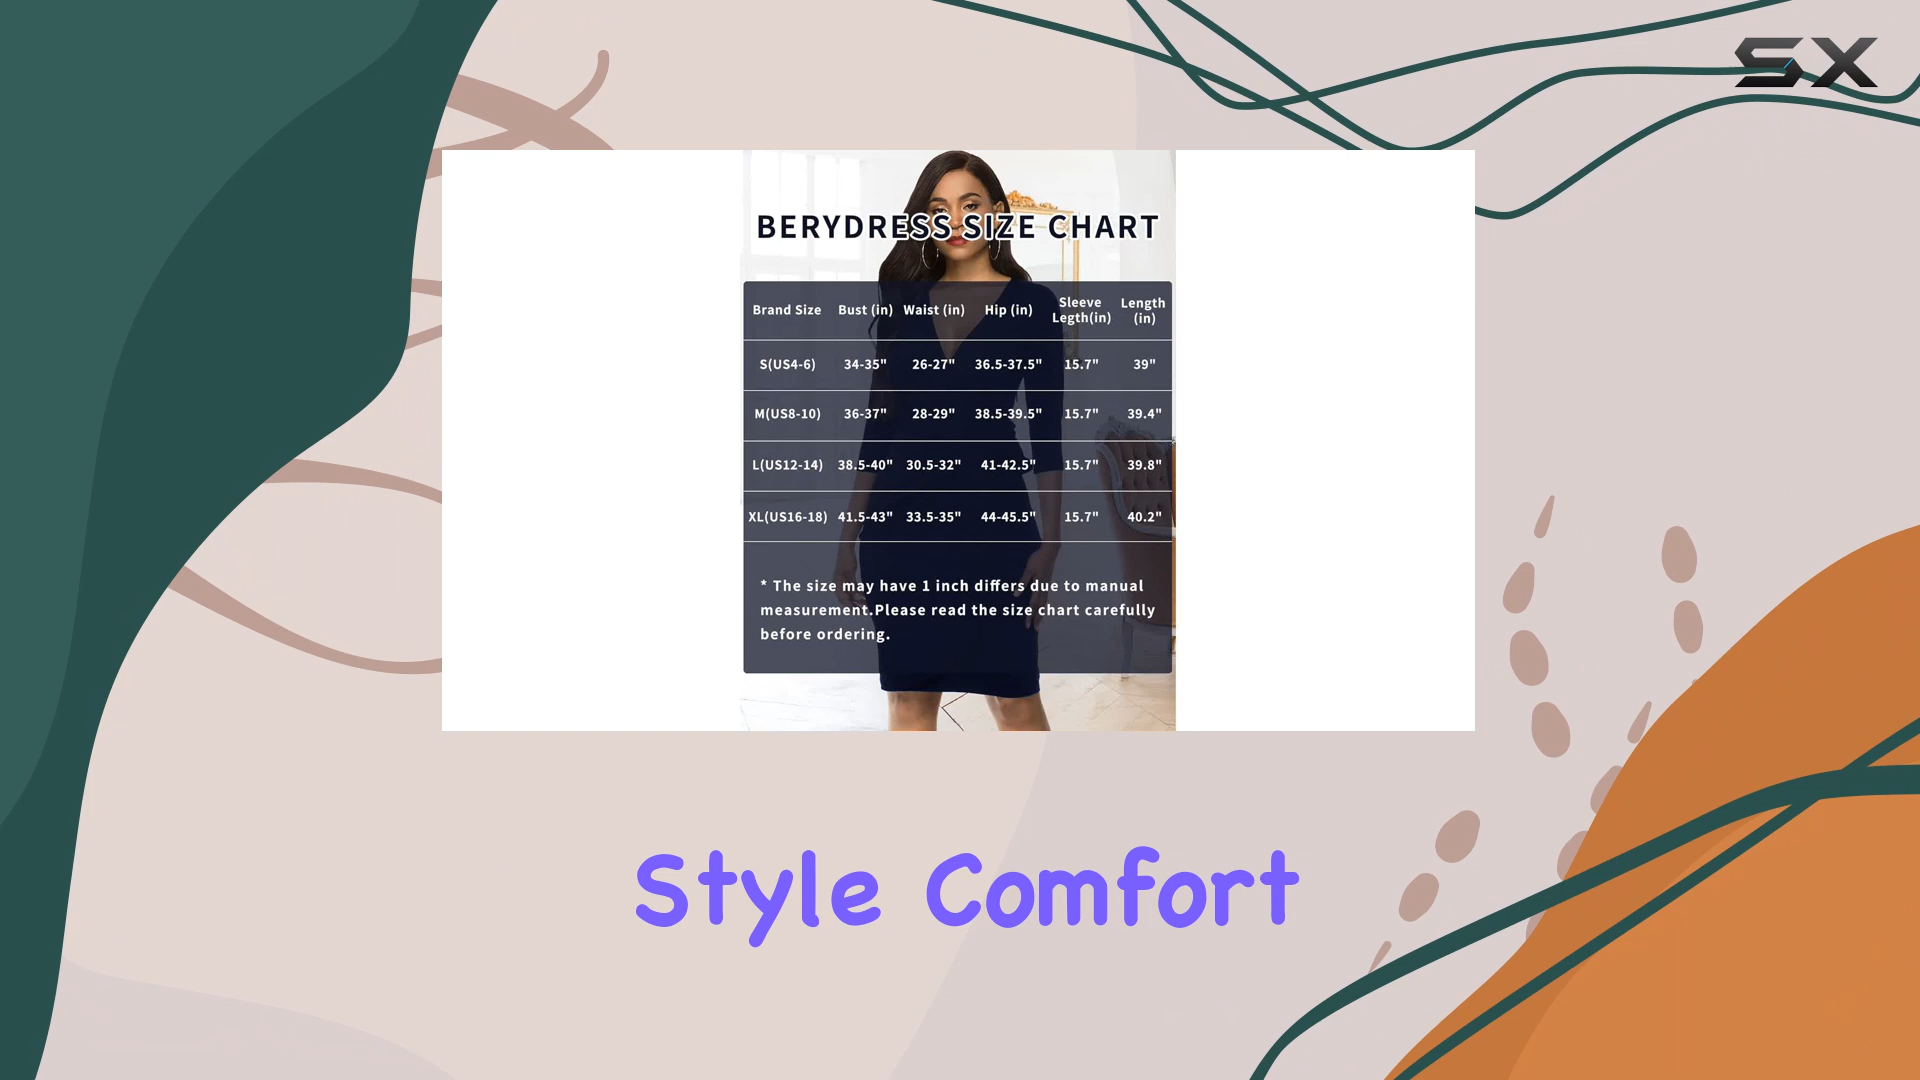 SX
BERYDRESS SIZE CHART
Brand Size Bust (in) Waist (in) Hip (in) Sleeve Legth(in) Length (in)
S(US4-6) 34-35" 26-27" 36.5-37.5" 15.7" 39"
M(US8-10) 36-37" 28-29" 38.5-39.5" 15.7" 39.4"
L(US12-14) 38.5-40" 30.5-32" 41-42.5" 15.7" 39.8"
XL(US16-18) 41.5-43" 33.5-35" 44-45.5" 15.7" 40.2"
* The size may have 1 inch differs due to manual
measurement.Please read the size chart carefully
before ordering.
Style Comfort